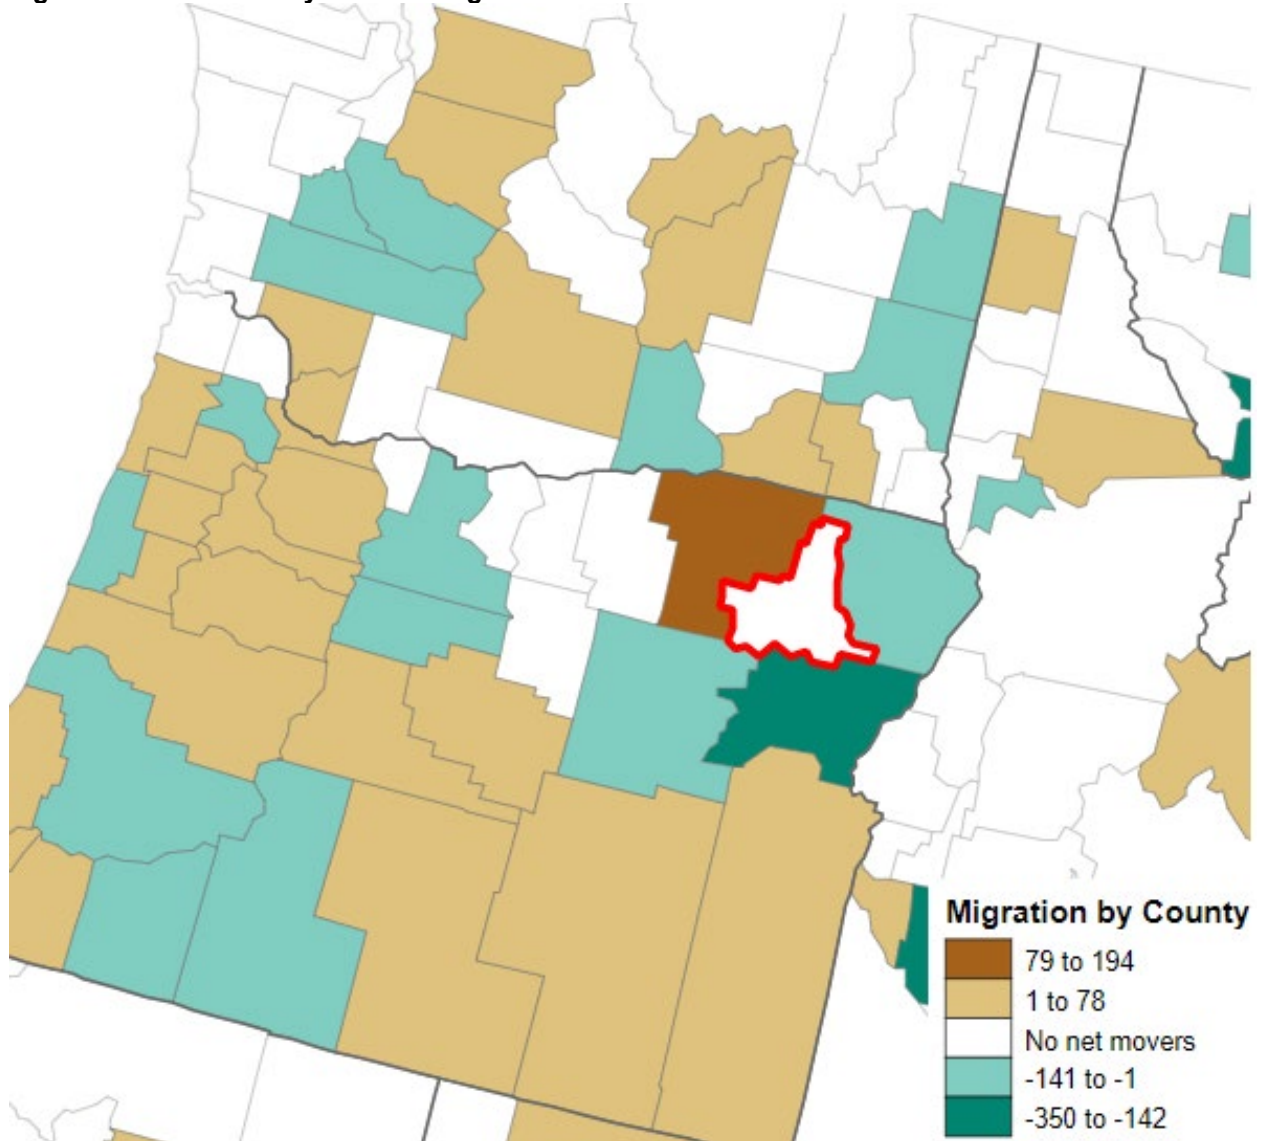 Migration by County
79 to 194
1 to 78
No net movers
-141 to -1
-350 to -142